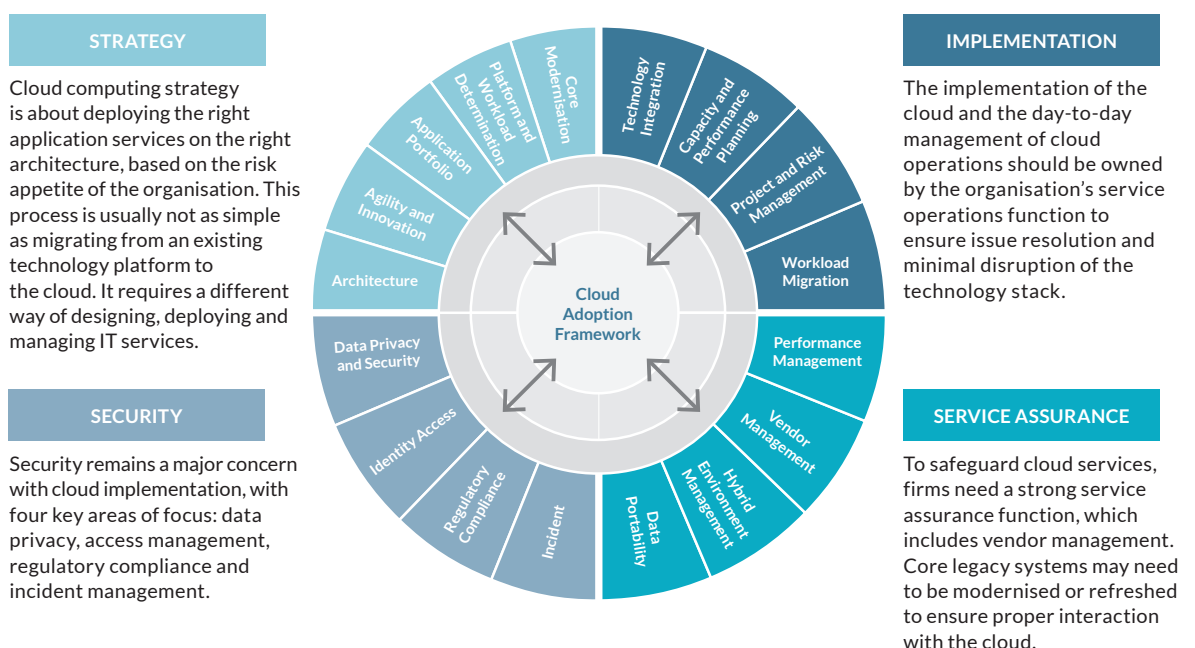 STRATEGY
Cloud computing strategy
is about deploying the right
application services on the right
architecture, based on the risk
appetite of the organisation. This
process is usually not as simple
as migrating from an existing
technology platform to
the cloud. It requires a different
way of designing, deploying and
managing IT services.
SECURITY
Security remains a major concern
with cloud implementation, with
four key areas of focus: data
privacy, access management,
regulatory compliance and
incident management.
Core
Modernisation
Platform and
Workload
Determination
Application
Portfolio
Agility and
Innovation
Architecture
Data Privacy
and Security
Identity Access
Regulatory
Compliance
Incident
Cloud
Adoption
Framework
Technology
Integration
Capacity and
Performance
Planning
Project and Risk
Management
Workload
Migration
Performance
Management
Vendor
Management
Hybrid
Environment
Management
Data
Portability
IMPLEMENTATION
The implementation of the
cloud and the day-to-day
management of cloud
operations should be owned
by the organisation’s service
operations function to
ensure issue resolution and
minimal disruption of the
technology stack.
SERVICE ASSURANCE
To safeguard cloud services,
firms need a strong service
assurance function, which
includes vendor management.
Core legacy systems may need
to be modernised or refreshed
to ensure proper interaction
with the cloud.